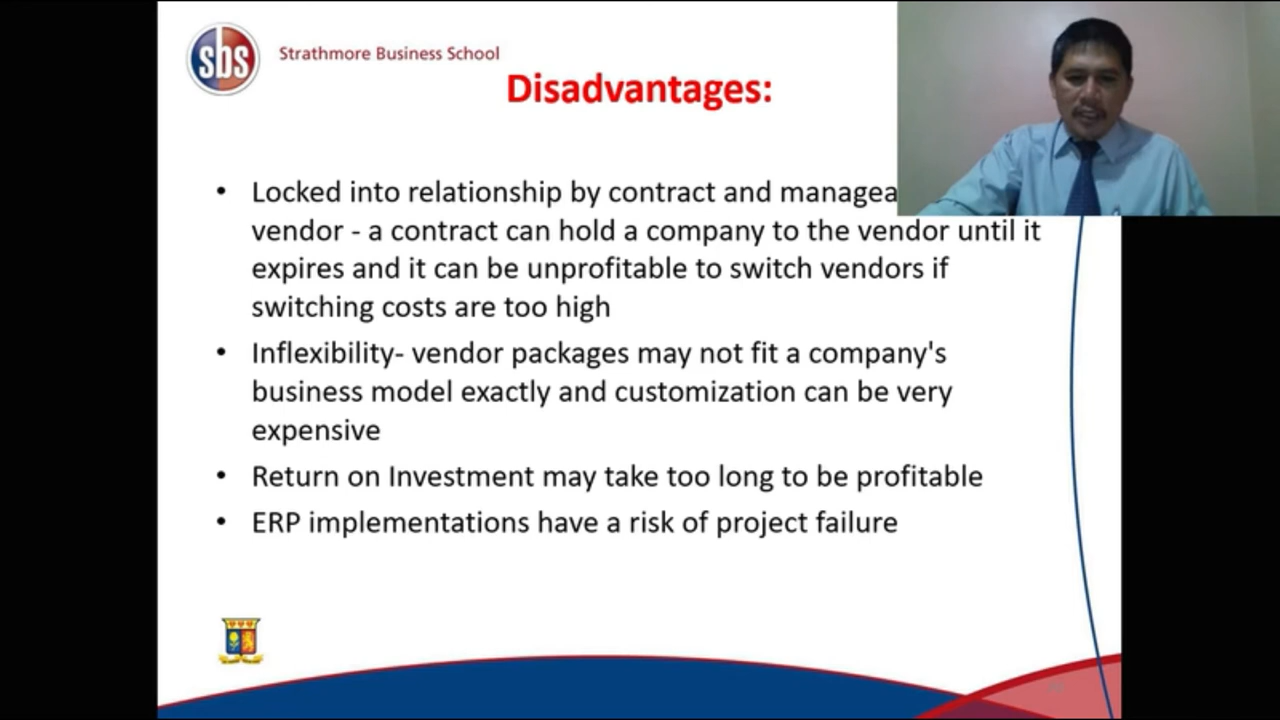 sbs
Strathmore Business School
Disadvantages:
• Locked into relationship by contract and
vendor - a contract can hold a company to the vendor until it
expires and it can be unprofitable to switch vendors if
switching costs are too high
• Inflexibility- vendor packages may not fit a company's
business model exactly and customization can be very
expensive
• Return on Investment may take too long to be profitable
• ERP implementations have a risk of project failure